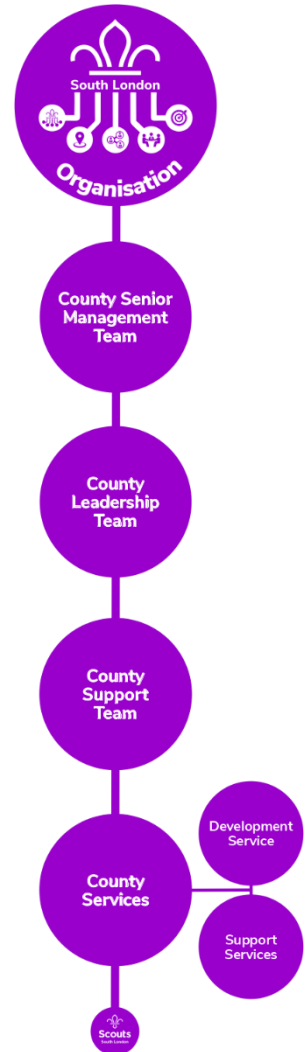 South London
Organisation
County Senior
Management
Team
County
Leadership
Team
County
Support
Team
County
Services
Development
Service
Support
Services
Scouts
South London